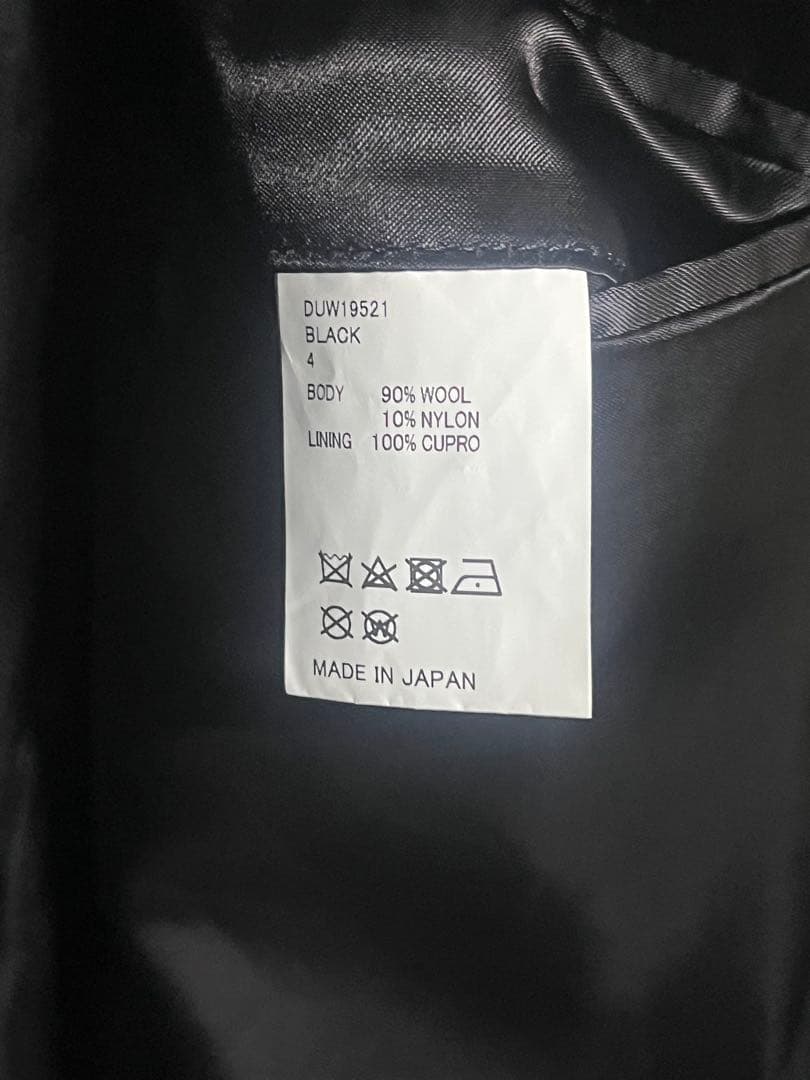 DUW19521
BLACK
4
BODY 90% WOOL
10% NYLON
LINING 100% CUPRO
W
MADE IN JAPAN